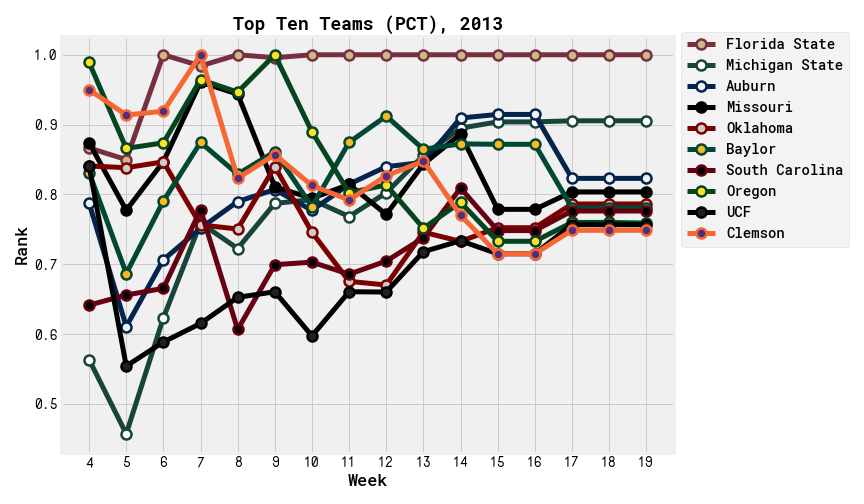 Top Ten Teams (PCT), 2013
Florida State
Michigan State
Auburn
Missouri
Oklahoma
Baylor
South Carolina
Oregon
UCF
Clemson
Rank
1.0
0.9
0.8
0.7
0.6
0.5
4 5 6 7 8 9 10 11 12 13 14 15 16 17 18 19
Week